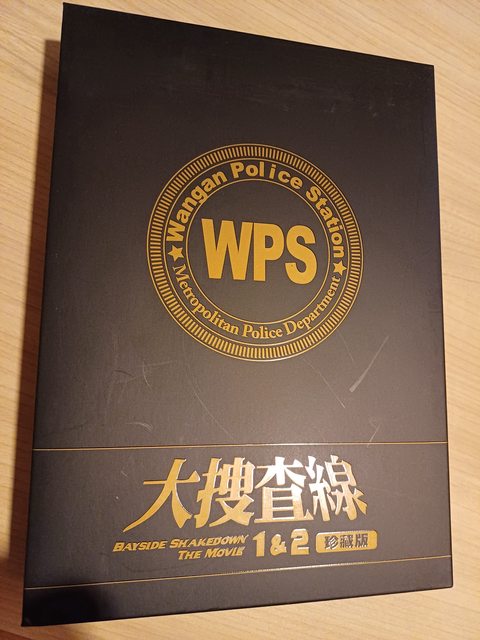 Wangan Police Station
WPS
Metropolitan Police Department
大搜查線
BAYSIDE SHAKEDOWN
THE MOVIE 1&2 珍藏版